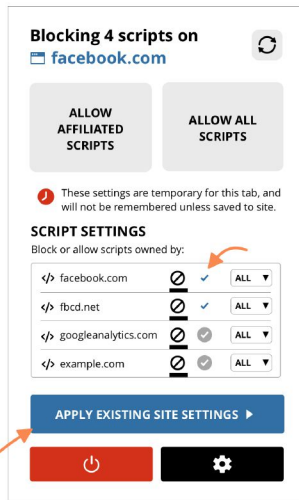 Blocking 4 scripts on
facebook.com
ALLOW
AFFILIATED
SCRIPTS
ALLOW ALL
SCRIPTS
These settings are temporary for this tab, and
will not be remembered unless saved to site.
SCRIPT SETTINGS
Block or allow scripts owned by:
</> facebook.com ALL ▼
</> fbcd.net ALL ▼
</> googleanalytics.com ALL ▼
</> example.com ALL ▼
APPLY EXISTING SITE SETTINGS ▶